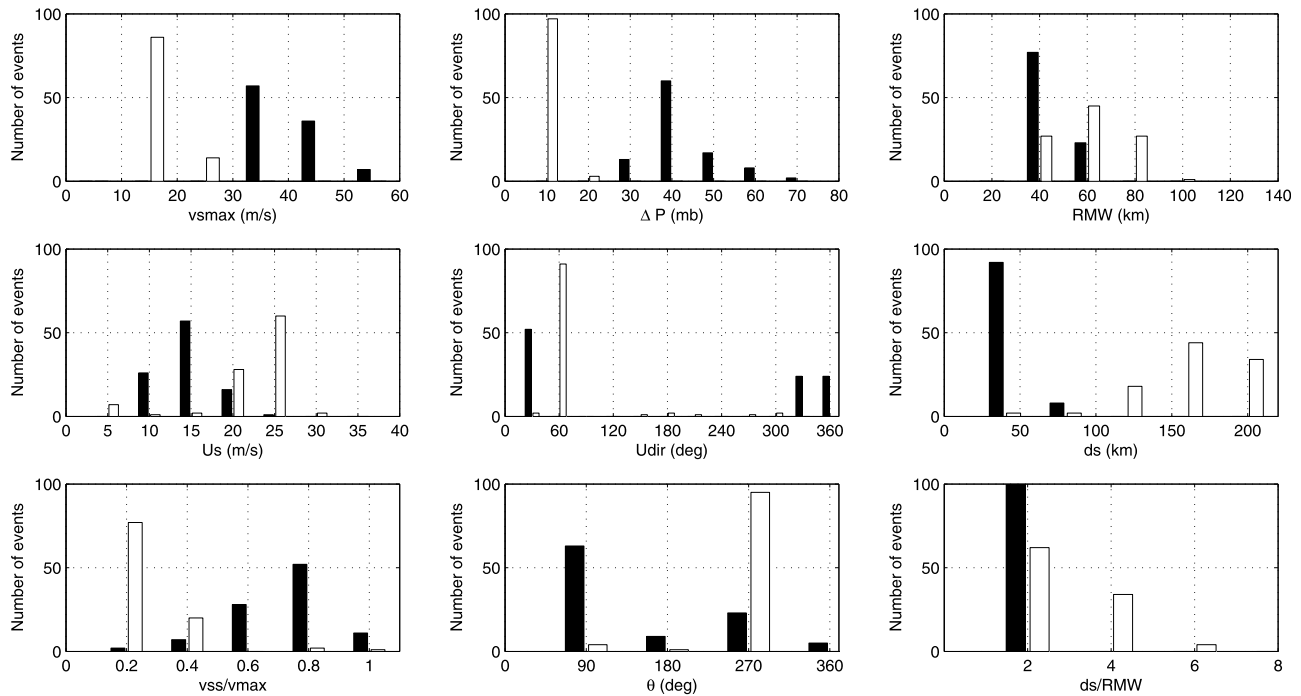 Number of events
100
50
0
0 10 20 30 40 50 60
vsmax (m/s)
Number of events
100
50
0
0 10 20 30 40 50 60 70 80
Δ P (mb)
Number of events
100
50
0
0 20 40 60 80 100 120 140
RMW (km)
Number of events
100
50
0
0 5 10 15 20 25 30 35 40
Us (m/s)
Number of events
100
50
0
0 60 120 180 240 300 360
Udir (deg)
Number of events
100
50
0
0 50 100 150 200
ds (km)
Number of events
100
50
0
0 0.2 0.4 0.6 0.8 1
vss/vmax
Number of events
100
50
0
0 90 180 270 360
θ (deg)
Number of events
100
50
0
2 4 6 8
ds/RMW